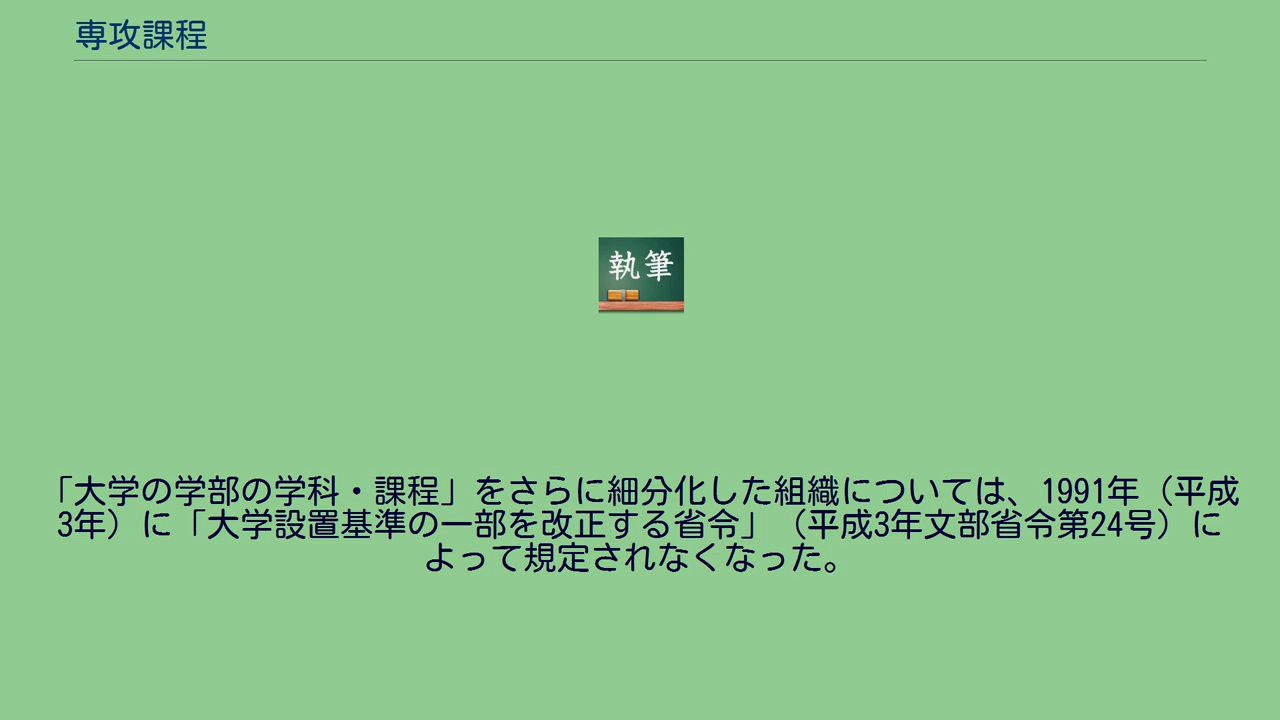 専攻課程
執筆
「大学の学部の学科・課程」をさらに細分化した組織については、1991年（平成
3年）に「大学設置基準の一部を改正する省令」（平成3年文部省令第24号）に
よって規定されなくなった。